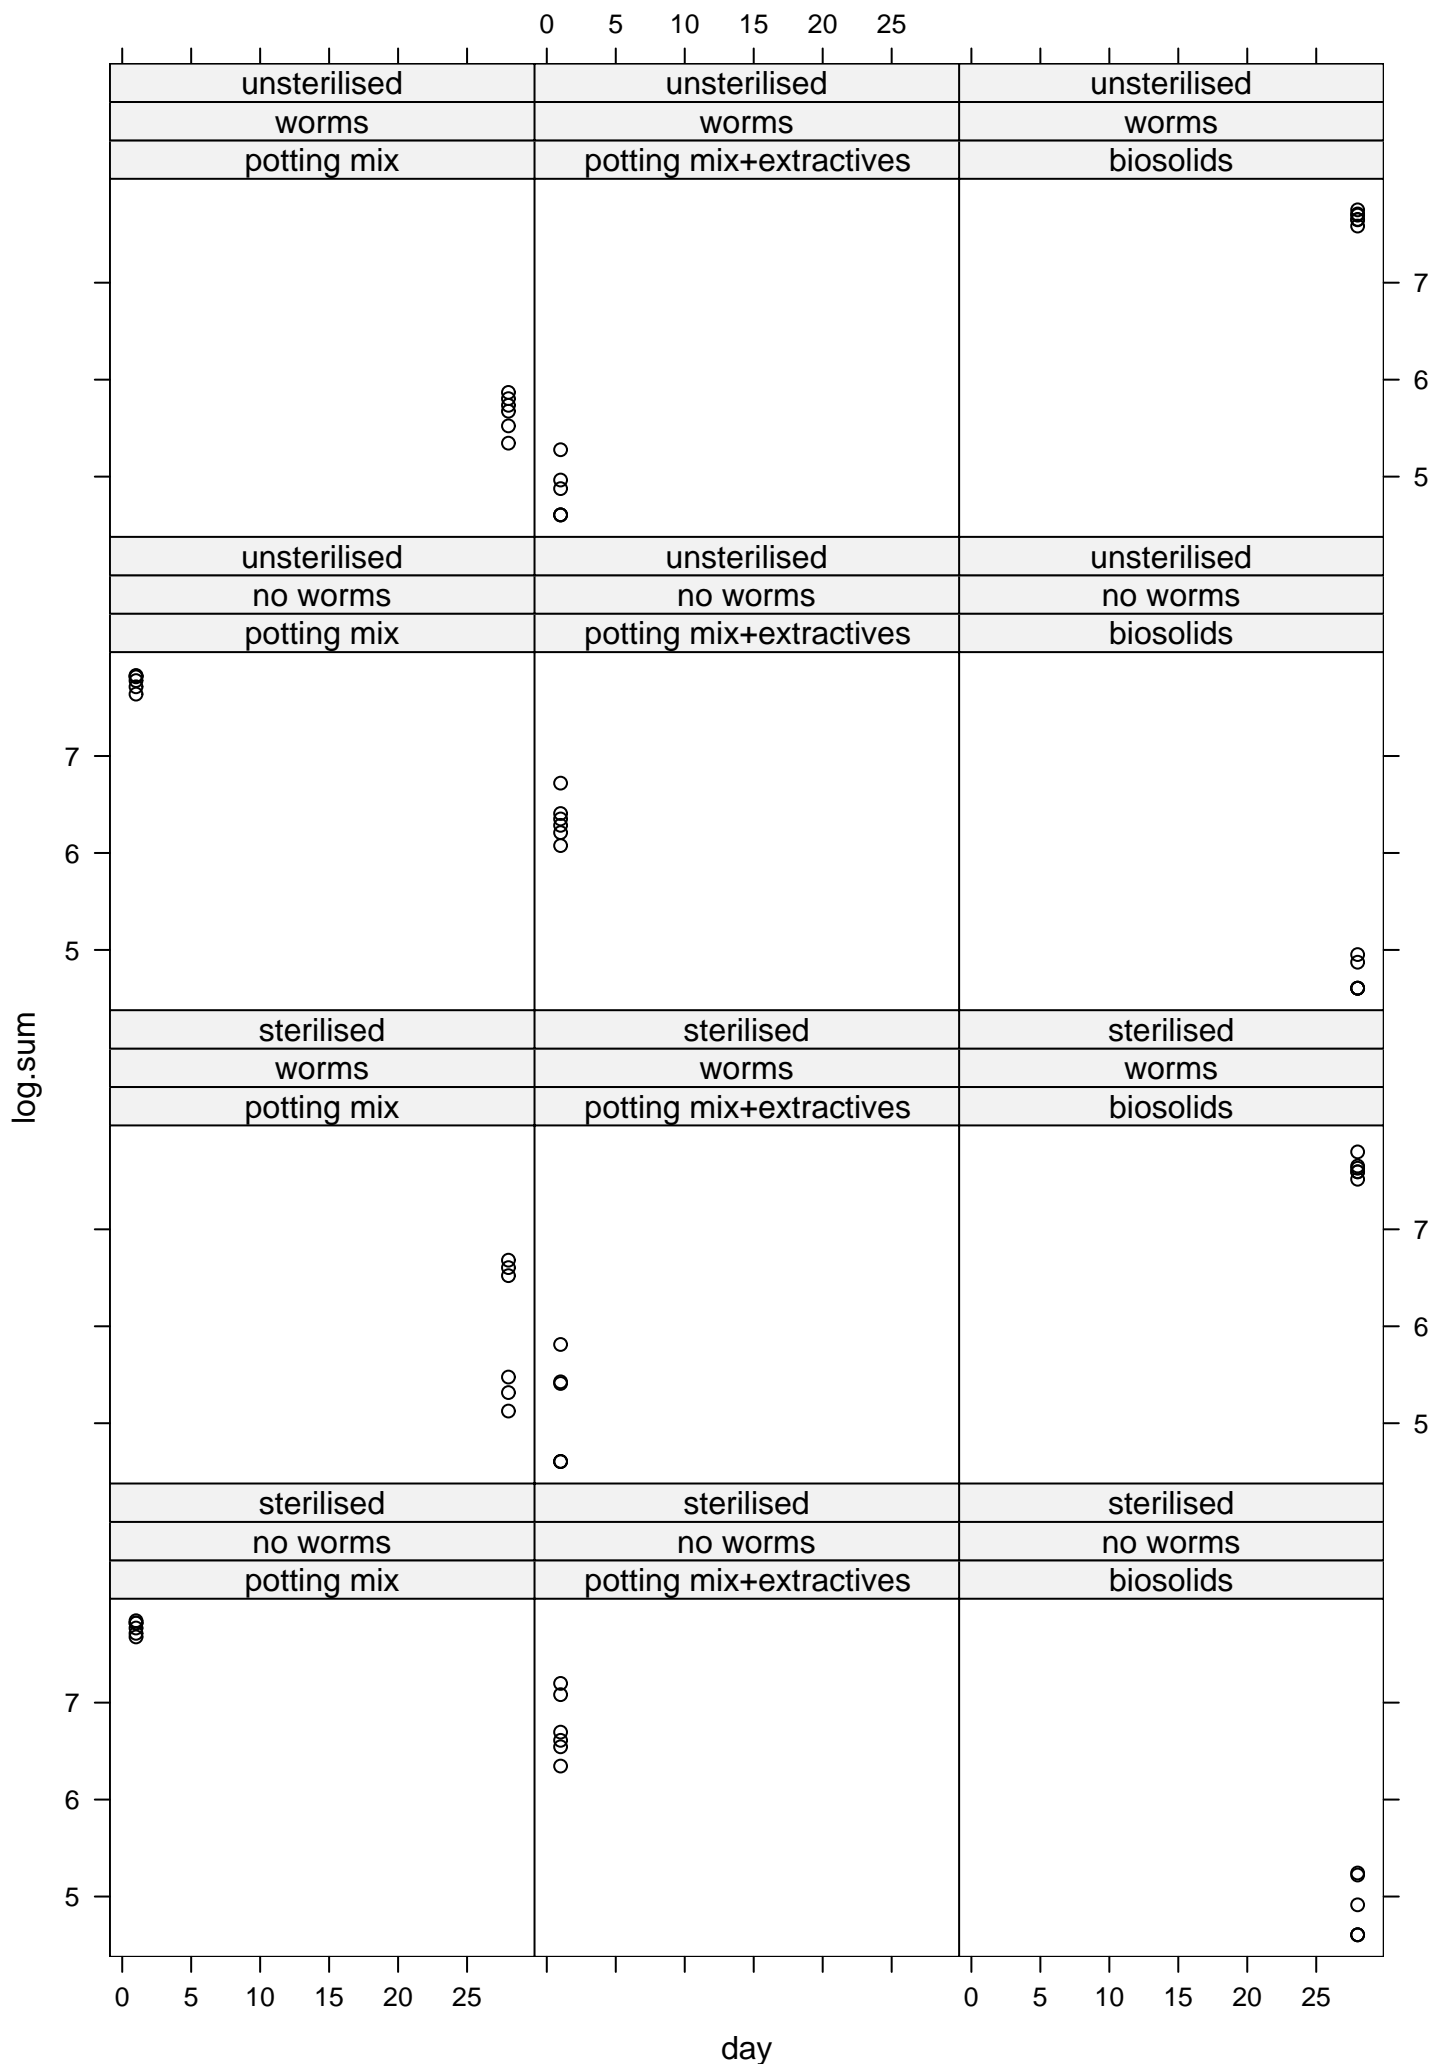 0 5 10 15 20 25
unsterilised unsterilised unsterilised
worms worms worms
potting mix potting mix+extractives biosolids
7
6
5
unsterilised unsterilised unsterilised
no worms no worms no worms
potting mix potting mix+extractives biosolids
7
6
5
log.sum
sterilised sterilised sterilised
worms worms worms
potting mix potting mix+extractives biosolids
7
6
5
sterilised sterilised sterilised
no worms no worms no worms
potting mix potting mix+extractives biosolids
7
6
5
0 5 10 15 20 25 0 5 10 15 20 25
day